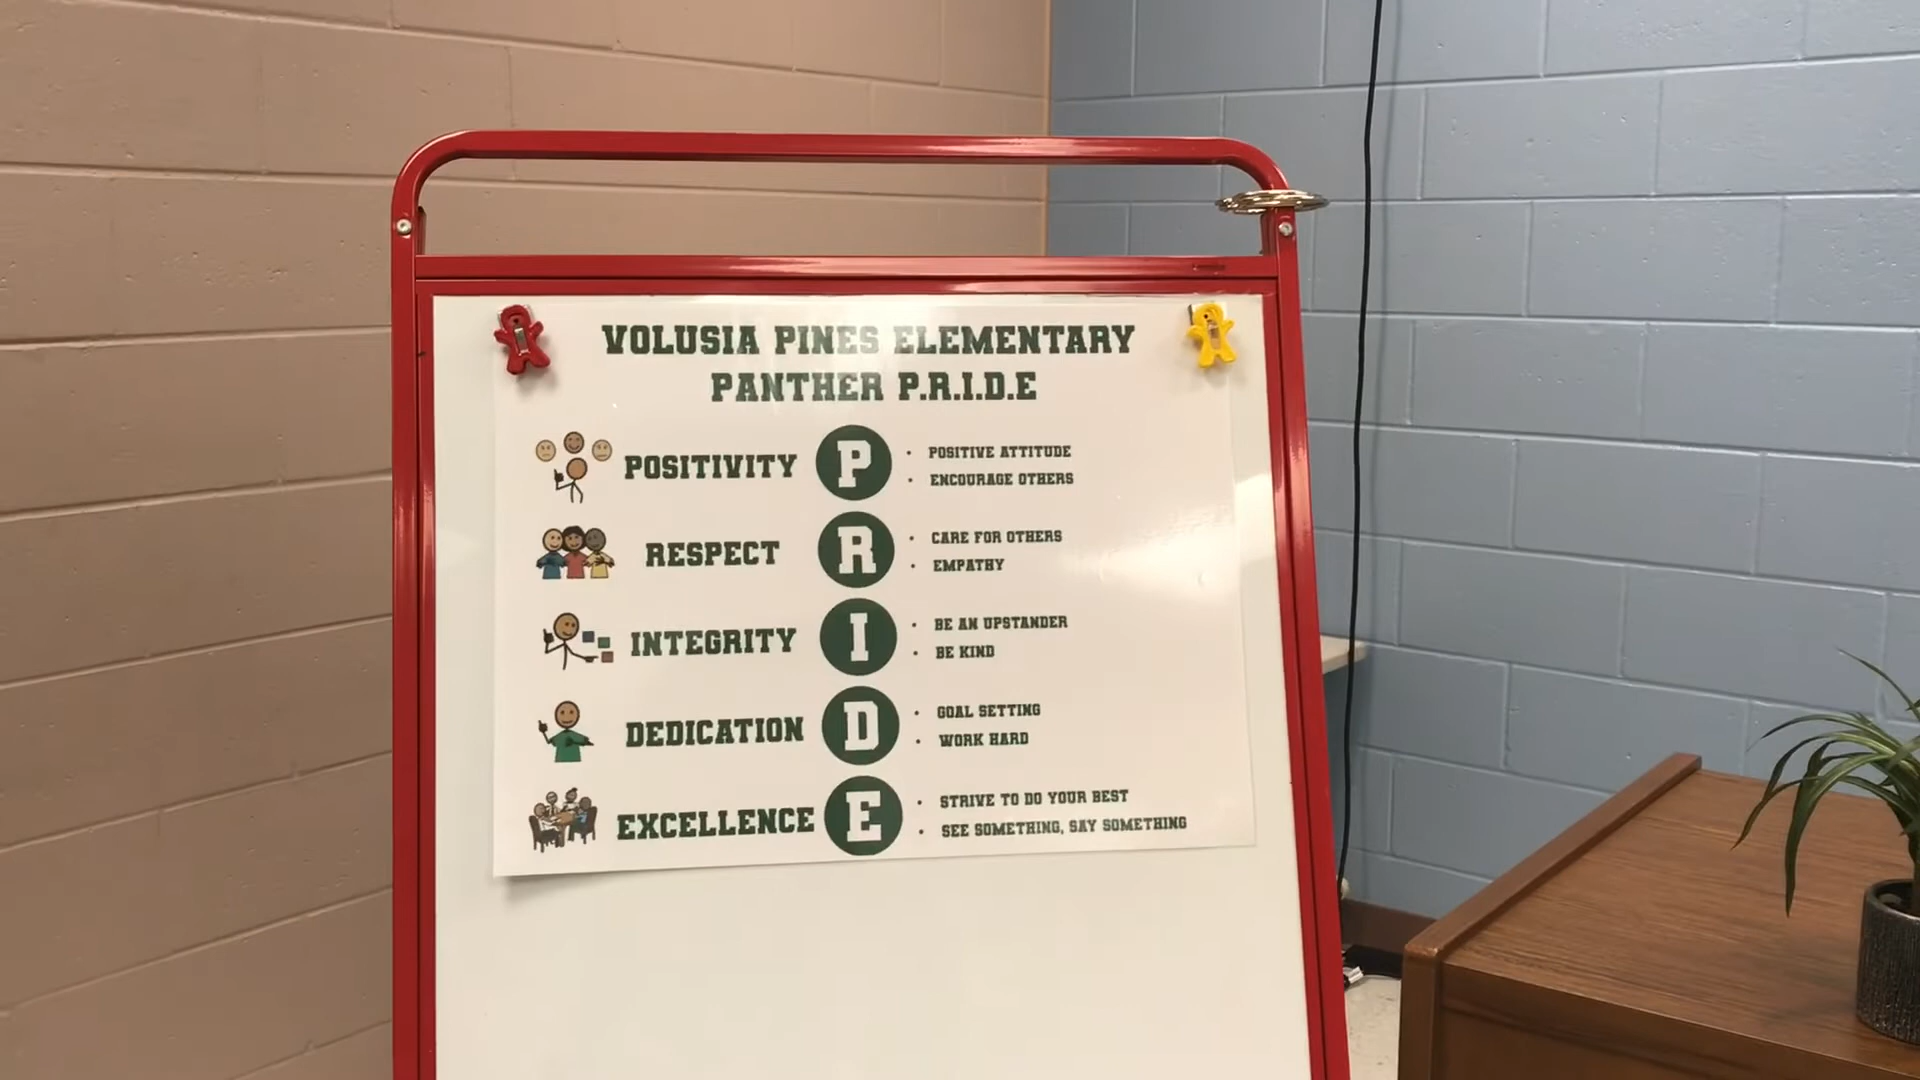 VOLUSIA PINES ELEMENTARY
PANTHER P.R.I.D.E
POSITIVITY P • POSITIVE ATTITUDE
• ENCOURAGE OTHERS
RESPECT R • CARE FOR OTHERS
• EMPATHY
INTEGRITY I • BE AN UPSTANDER
• BE KIND
DEDICATION D • GOAL SETTING
• WORK HARD
EXCELLENCE E • STRIVE TO DO YOUR BEST
• SEE SOMETHING, SAY SOMETHING